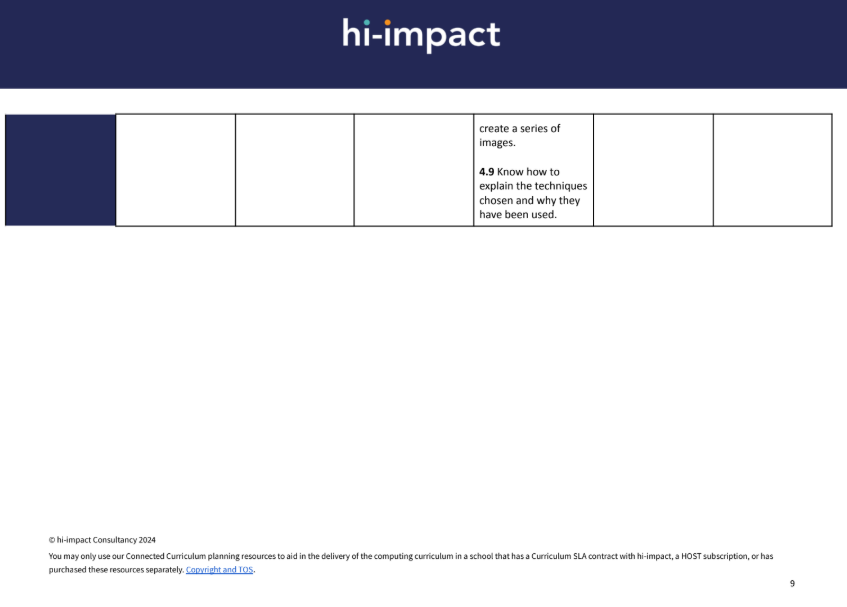 hi-impact
create a series of
images.
4.9 Know how to
explain the techniques
chosen and why they
have been used.
© hi-impact Consultancy 2024
You may only use our Connected Curriculum planning resources to aid in the delivery of the computing curriculum in a school that has a Curriculum SLA contract with hi-impact, a HOST subscription, or has
purchased these resources separately. Copyright and TOS.
9